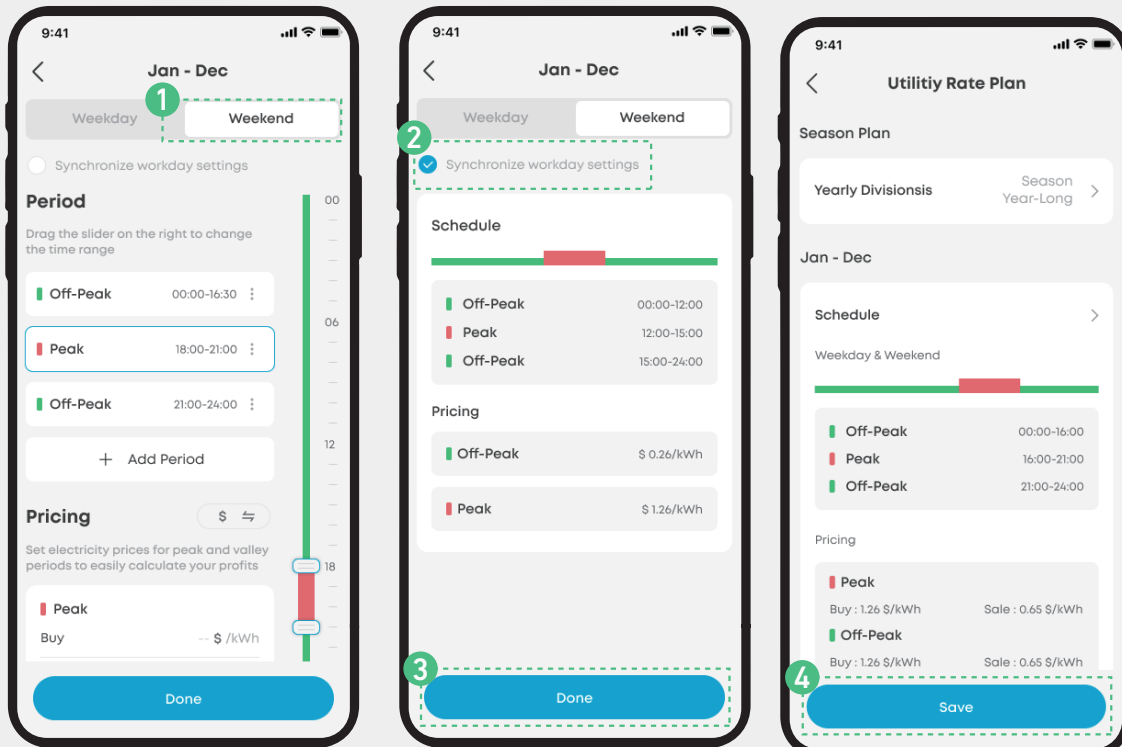 9:41
Jan - Dec
1
Weekday
Weekend
Synchronize workday settings
Period
Drag the slider on the right to change
the time range
Off-Peak 00:00-16:30
Peak 18:00-21:00
Off-Peak 21:00-24:00
+ Add Period
Pricing
$
Set electricity prices for peak and valley
periods to easily calculate your profits
Peak
Buy -- $ /kWh
00
06
12
18
Done
9:41
Jan - Dec
Weekday
Weekend
2
Synchronize workday settings
Schedule
Off-Peak 00:00-12:00
Peak 12:00-15:00
Off-Peak 15:00-24:00
Pricing
Off-Peak $ 0.26/kWh
Peak $ 1.26/kWh
3
Done
9:41
Utilitiy Rate Plan
Season Plan
Yearly Divisionsis
Season
Year-Long
Jan - Dec
Schedule
Weekday & Weekend
Off-Peak 00:00-16:00
Peak 16:00-21:00
Off-Peak 21:00-24:00
Pricing
Peak
Buy : 1.26 $/kWh Sale : 0.65 $/kWh
Off-Peak
Buy : 1.26 $/kWh Sale : 0.65 $/kWh
4
Save